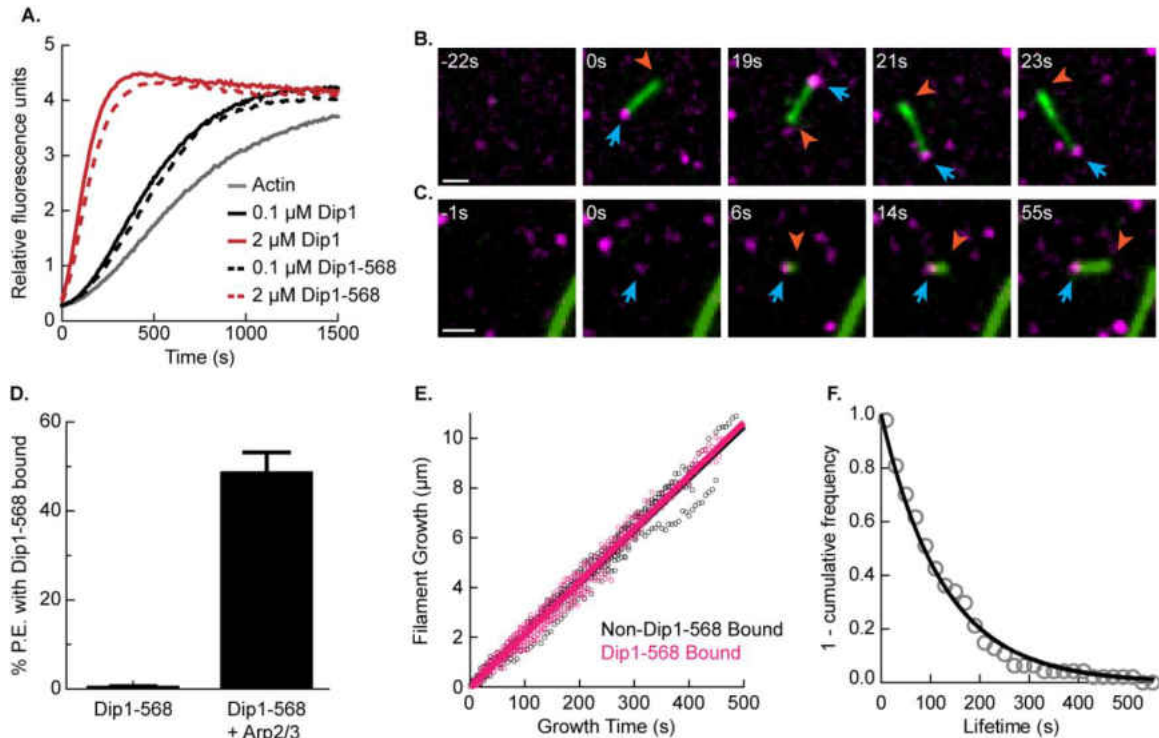 A.
Relative fluorescence units
5
4
3
2
1
0
0 500 1000 1500
Time (s)
Actin
0.1 μM Dip1
2 μM Dip1
0.1 μM Dip1-568
2 μM Dip1-568
B.
-22s 0s 19s 21s 23s
C.
-1s 0s 6s 14s 55s
D.
% P.E. with Dip1-568 bound
60
40
20
0
Dip1-568
Dip1-568
+ Arp2/3
E.
Filament Growth (μm)
10
8
6
4
2
0
0 100 200 300 400 500
Growth Time (s)
Non-Dip1-568 Bound
Dip1-568 Bound
F.
1 - cumulative frequency
1.0
0.8
0.6
0.4
0.2
0
0 100 200 300 400 500
Lifetime (s)